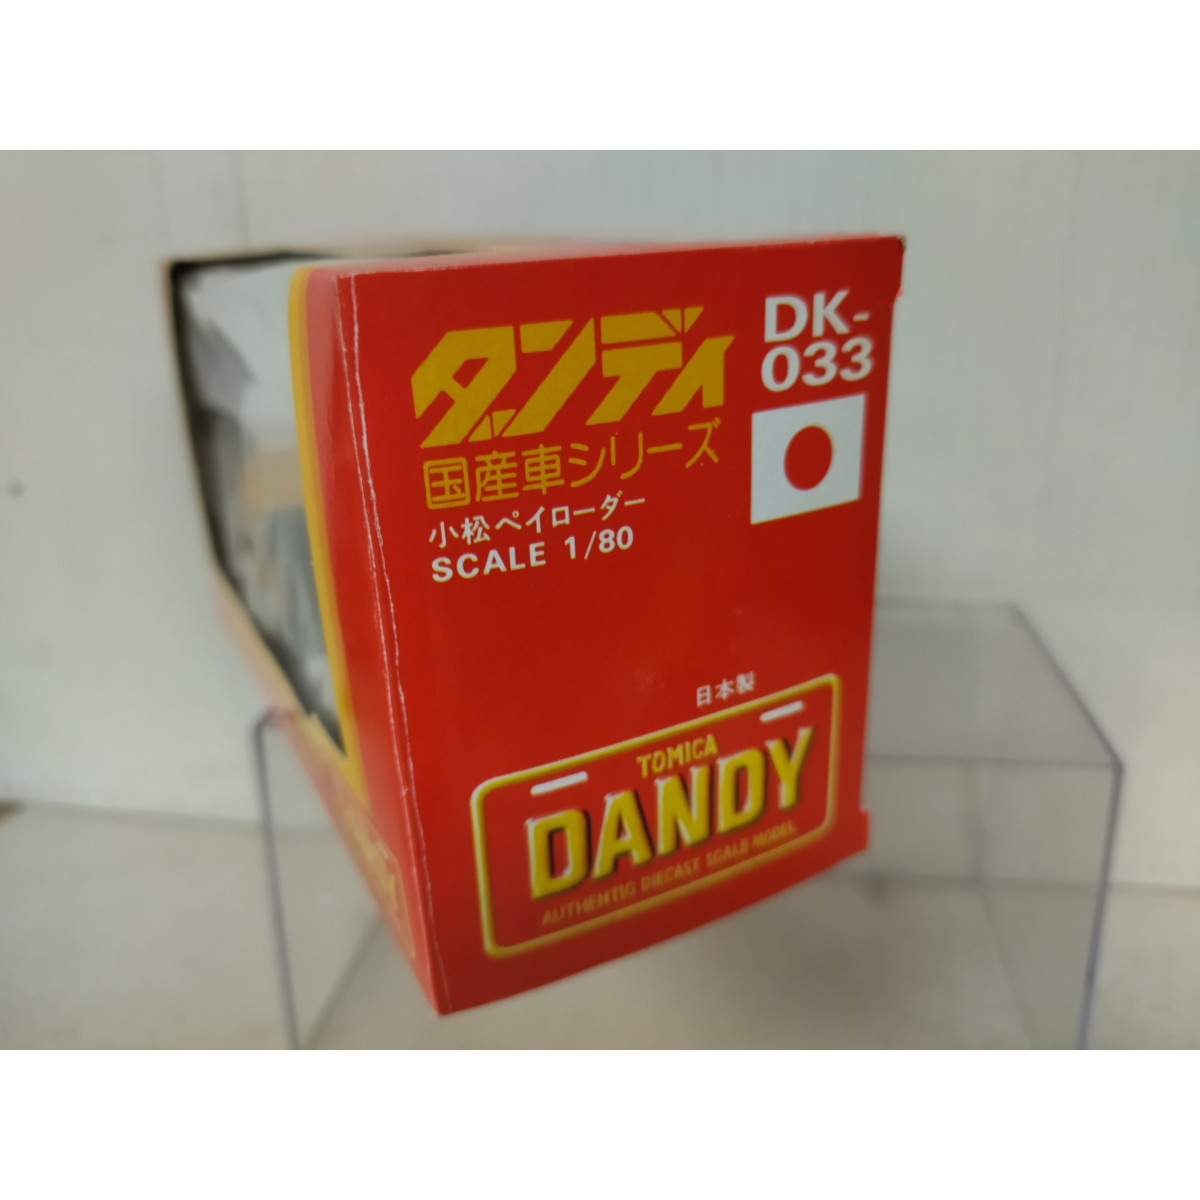 ダンディ
国産車シリーズ
小松ペイローダー
SCALE 1/80
DK-
033
日本製
TOMICA
DANDY
AUTHENTIC DIECAST SCALE MODEL